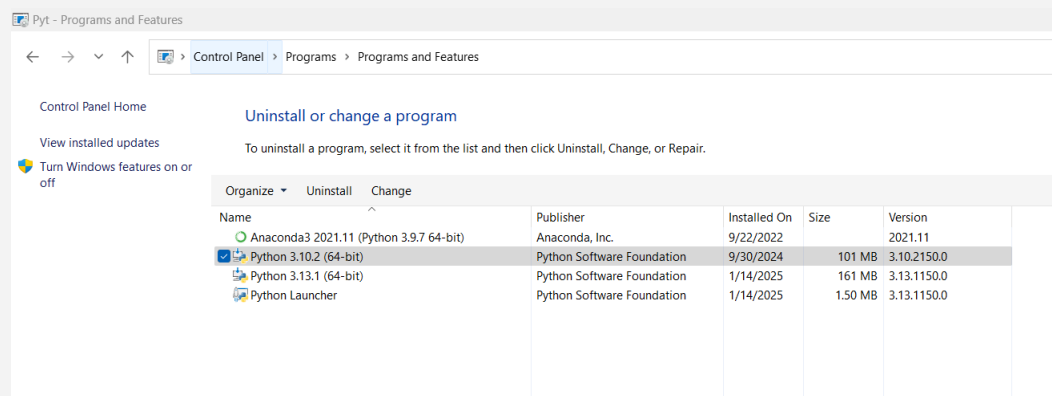 Pyt - Programs and Features
Control Panel > Programs > Programs and Features
Control Panel Home
View installed updates
Turn Windows features on or
off
Uninstall or change a program
To uninstall a program, select it from the list and then click Uninstall, Change, or Repair.
Organize Uninstall Change
Name Publisher Installed On Size Version
Anaconda3 2021.11 (Python 3.9.7 64-bit) Anaconda, Inc. 9/22/2022 2021.11
Python 3.10.2 (64-bit) Python Software Foundation 9/30/2024 101 MB 3.10.2150.0
Python 3.13.1 (64-bit) Python Software Foundation 1/14/2025 161 MB 3.13.1150.0
Python Launcher Python Software Foundation 1/14/2025 1.50 MB 3.13.1150.0